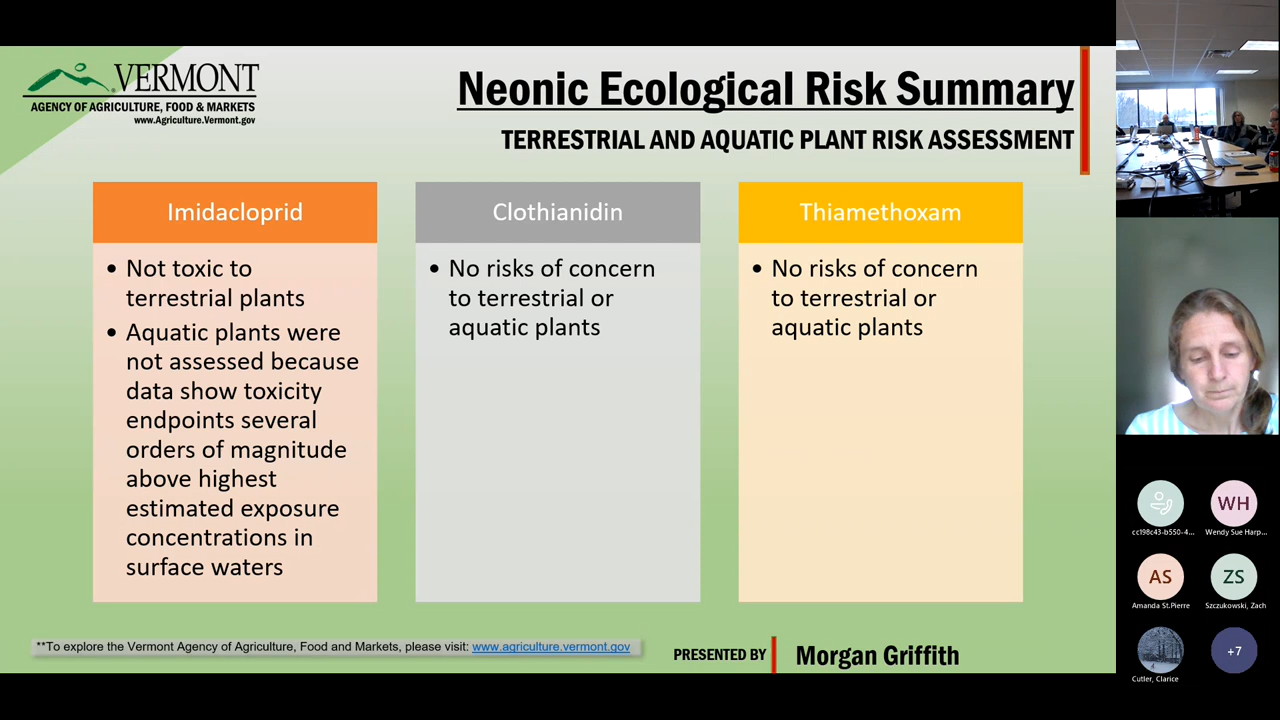 VERMONT
AGENCY OF AGRICULTURE, FOOD & MARKETS
www.Agriculture.Vermont.gov
Neonic Ecological Risk Summary
TERRESTRIAL AND AQUATIC PLANT RISK ASSESSMENT
Imidacloprid
• Not toxic to
terrestrial plants
• Aquatic plants were
not assessed because
data show toxicity
endpoints several
orders of magnitude
above highest
estimated exposure
concentrations in
surface waters
Clothianidin
• No risks of concern
to terrestrial or
aquatic plants
Thiamethoxam
• No risks of concern
to terrestrial or
aquatic plants
**To explore the Vermont Agency of Agriculture, Food and Markets, please visit: www.agriculture.vermont.gov
PRESENTED BY Morgan Griffith
cc198c43-b550-4...
WH
Wendy Sue Harp...
AS
Amanda St.Pierre
ZS
Szczukowski, Zach
Cutler, Clarice
+7